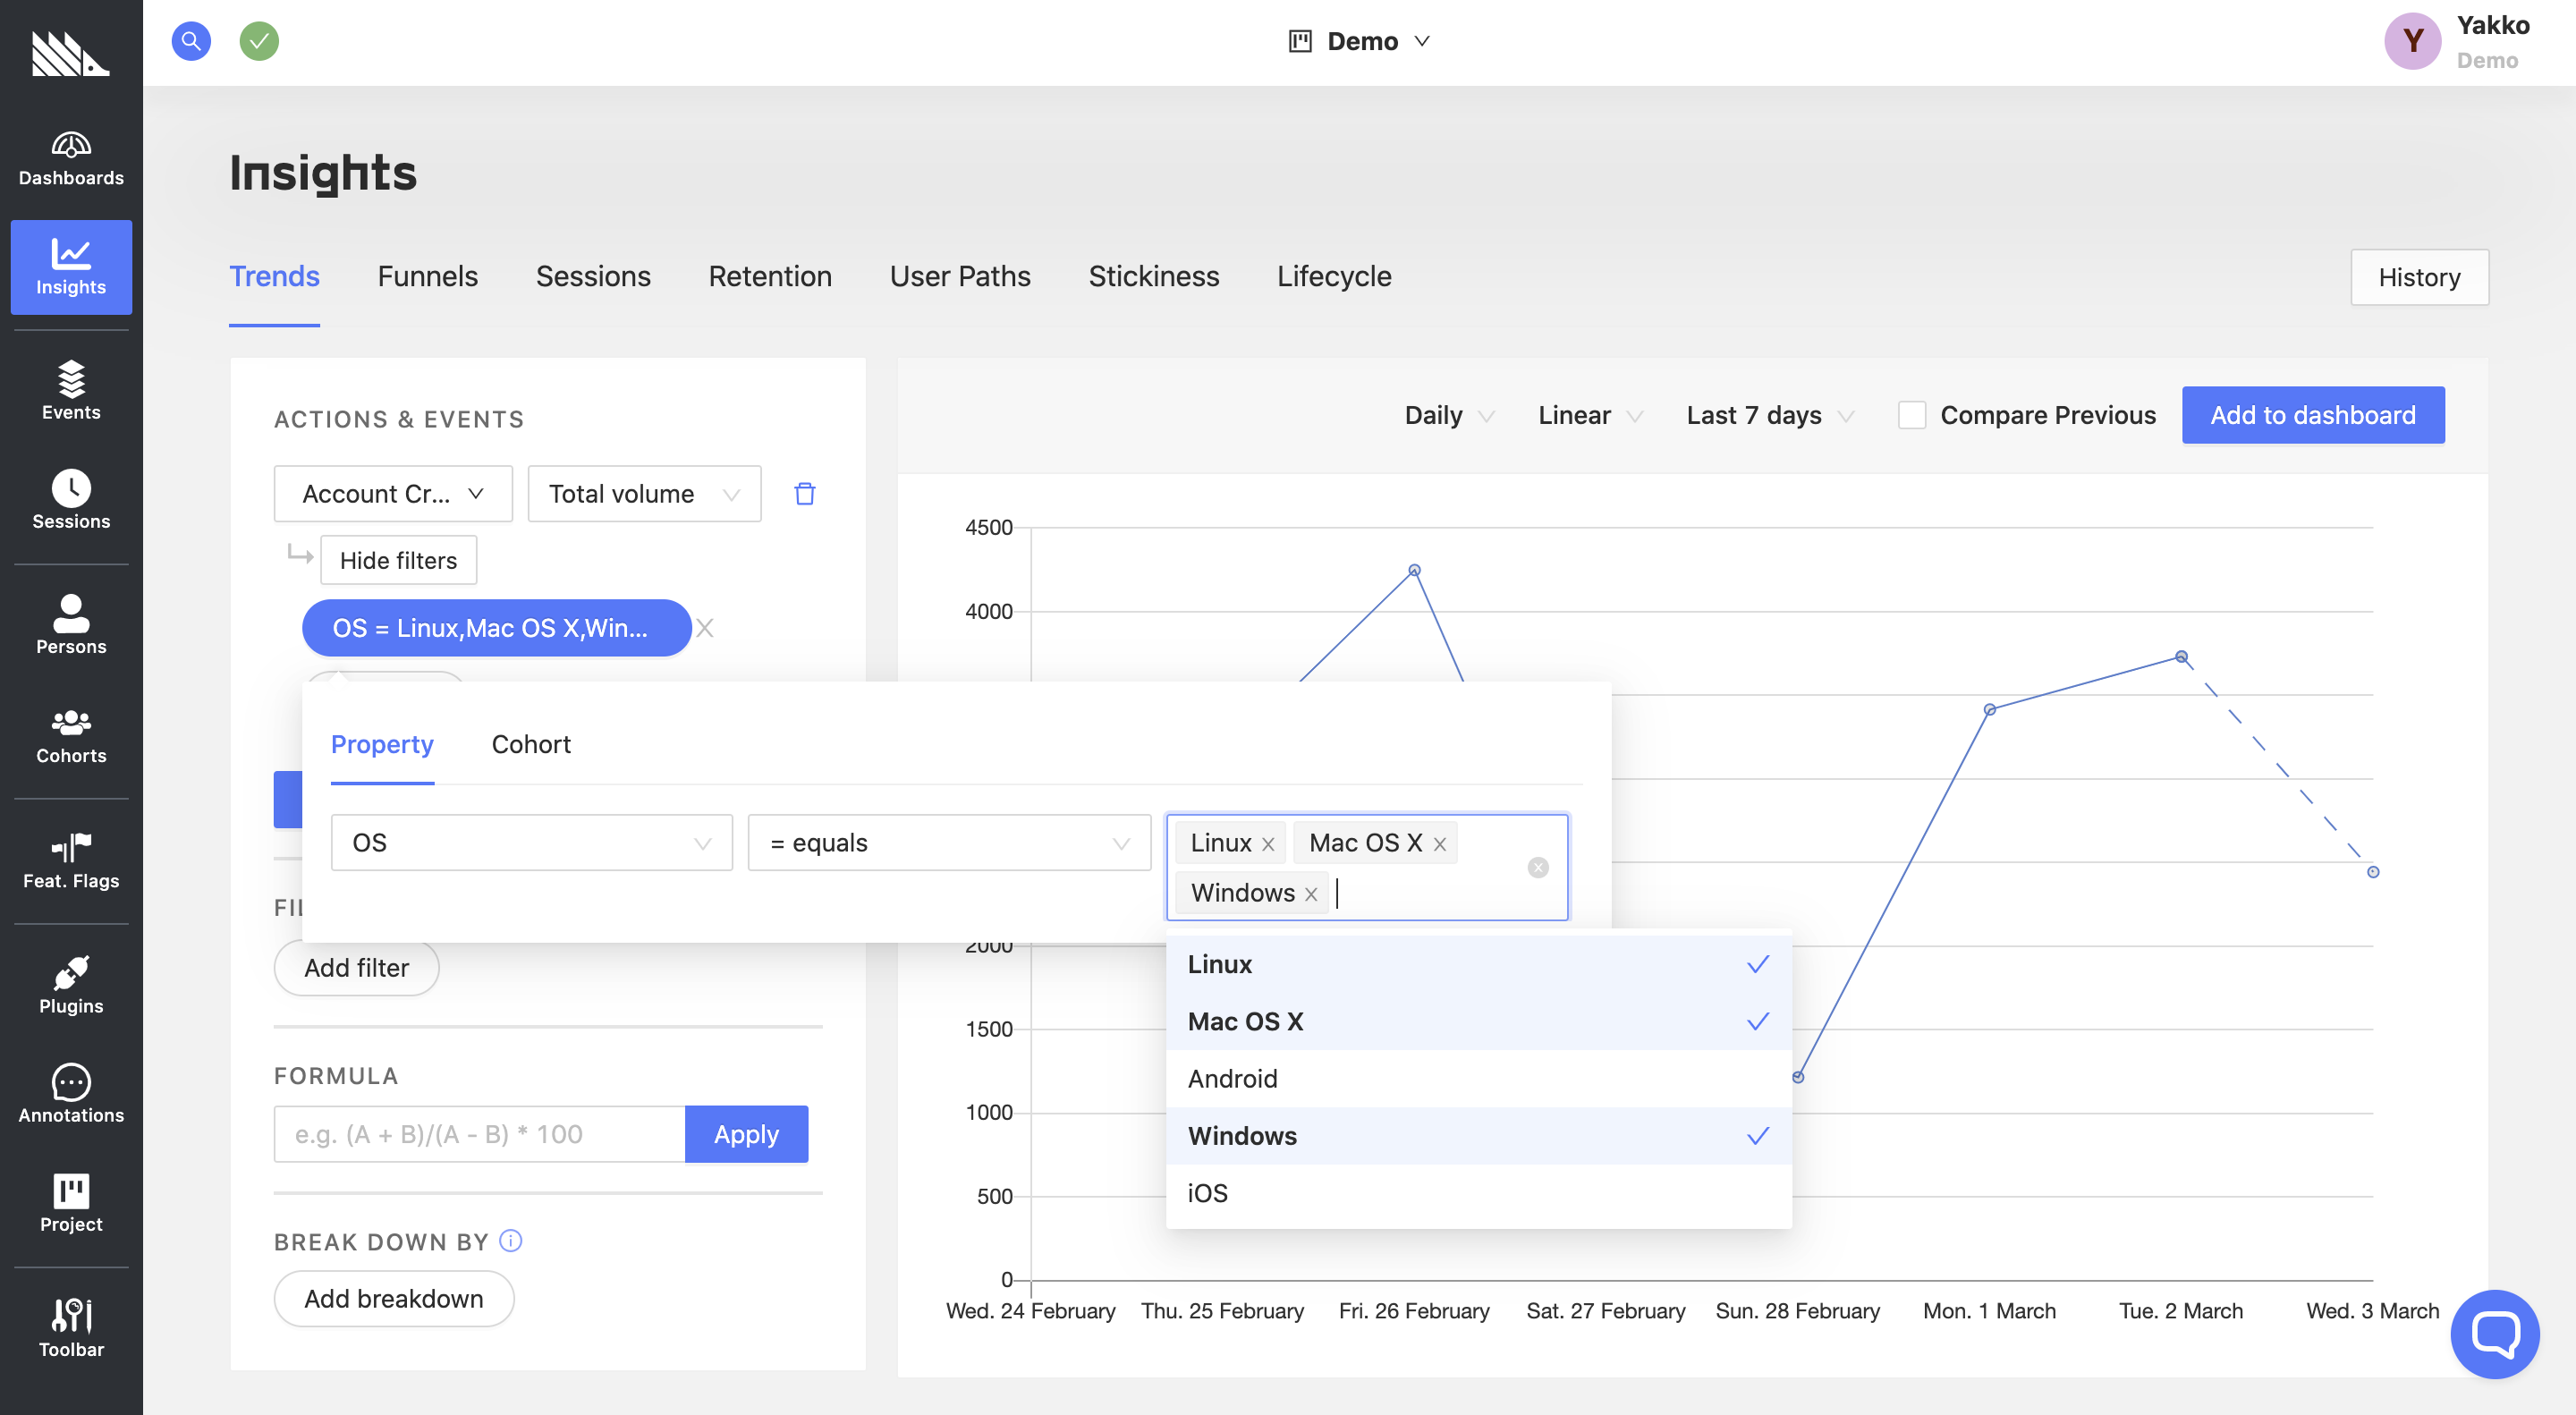 Demo
Y
Yakko
Demo
Dashboards
Insights
Events
Sessions
Persons
Cohorts
Feat. Flags
Plugins
Annotations
Project
Toolbar
Insights
Trends Funnels Sessions Retention User Paths Stickiness Lifecycle
History
ACTIONS & EVENTS
Account Cr... Total volume
Hide filters
OS = Linux,Mac OS X,Win...
Daily Linear Last 7 days Compare Previous Add to dashboard
Property Cohort
OS = equals Linux Mac OS X
Windows
Linux
Mac OS X
Android
Windows
iOS
Add filter
FORMULA
e.g. (A + B)/(A - B) * 100 Apply
BREAK DOWN BY
Add breakdown
4500
4000
2000
1500
1000
500
0
Wed. 24 February Thu. 25 February Fri. 26 February Sat. 27 February Sun. 28 February Mon. 1 March Tue. 2 March Wed. 3 March